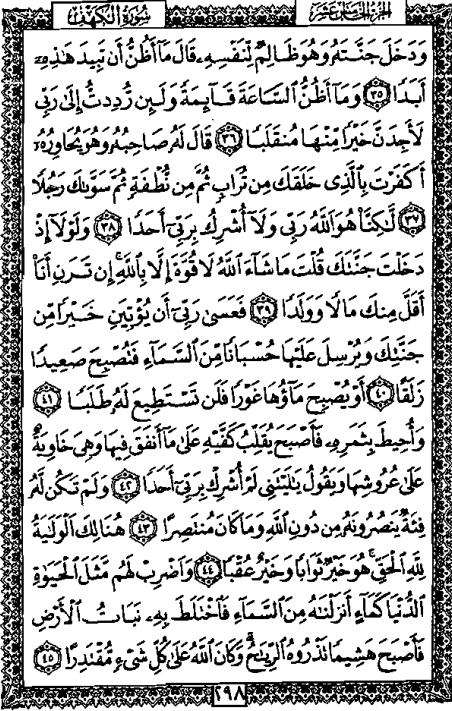 الجزء الخامس عشر
سورة الكهف
وَدَخَلَ جَنَّتَهُۥ وَهُوَ ظَالِمٌ لِّنَفْسِهِۦ قَالَ مَآ أَظُنُّ أَن تَبِيدَ هَٰذِهِۦٓ
أَبَدًا ٣٥ وَمَآ أَظُنُّ ٱلسَّاعَةَ قَآئِمَةً وَلَئِن رُّدِدتُّ إِلَىٰ رَبِّى
لَأَجِدَنَّ خَيْرًا مِّنْهَا مُنقَلَبًا ٣٦ قَالَ لَهُۥ صَاحِبُهُۥ وَهُوَ يُحَاوِرُهُۥٓ
أَكَفَرْتَ بِٱلَّذِى خَلَقَكَ مِن تُرَابٍ ثُمَّ مِن نُّطْفَةٍ ثُمَّ سَوَّىٰكَ رَجُلًا
٣٧ لَّٰكِنَّا۠ هُوَ ٱللَّهُ رَبِّى وَلَآ أُشْرِكُ بِرَبِّىٓ أَحَدًا ٣٨ وَلَوْلَآ إِذْ
دَخَلْتَ جَنَّتَكَ قُلْتَ مَا شَآءَ ٱللَّهُ لَا قُوَّةَ إِلَّا بِٱللَّهِ ۚ إِن تَرَنِ أَنَا۠
أَقَلَّ مِنكَ مَالًا وَوَلَدًا ٣٩ فَعَسَىٰ رَبِّىٓ أَن يُؤْتِيَنِ خَيْرًا مِّن
جَنَّتِكَ وَيُرْسِلَ عَلَيْهَا حُسْبَانًا مِّنَ ٱلسَّمَآءِ فَتُصْبِحَ صَعِيدًا
زَلَقًا ٤٠ أَوْ يُصْبِحَ مَآؤُهَا غَوْرًا فَلَن تَسْتَطِيعَ لَهُۥ طَلَبًا ٤١
وَأُحِيطَ بِثَمَرِهِۦ فَأَصْبَحَ يُقَلِّبُ كَفَّيْهِ عَلَىٰ مَآ أَنفَقَ فِيهَا وَهِىَ خَاوِيَةٌ
عَلَىٰ عُرُوشِهَا وَيَقُولُ يَٰلَيْتَنِى لَمْ أُشْرِكْ بِرَبِّىٓ أَحَدًا ٤٢ وَلَمْ تَكُن لَّهُۥ
فِئَةٌ يَنصُرُونَهُۥ مِن دُونِ ٱللَّهِ وَمَا كَانَ مُنتَصِرًا ٤٣ هُنَالِكَ ٱلْوَلَٰيَةُ
لِلَّهِ ٱلْحَقِّ ۚ هُوَ خَيْرٌ ثَوَابًا وَخَيْرٌ عُقْبًا ٤٤ وَٱضْرِبْ لَهُم مَّثَلَ ٱلْحَيَوٰةِ
ٱلدُّنْيَا كَمَآءٍ أَنزَلْنَٰهُ مِنَ ٱلسَّمَآءِ فَٱخْتَلَطَ بِهِۦ نَبَاتُ ٱلْأَرْضِ
فَأَصْبَحَ هَشِيمًا تَذْرُوهُ ٱلرِّيَٰحُ ۗ وَكَانَ ٱللَّهُ عَلَىٰ كُلِّ شَىْءٍ مُّقْتَدِرًا ٤٥
٢٩٨